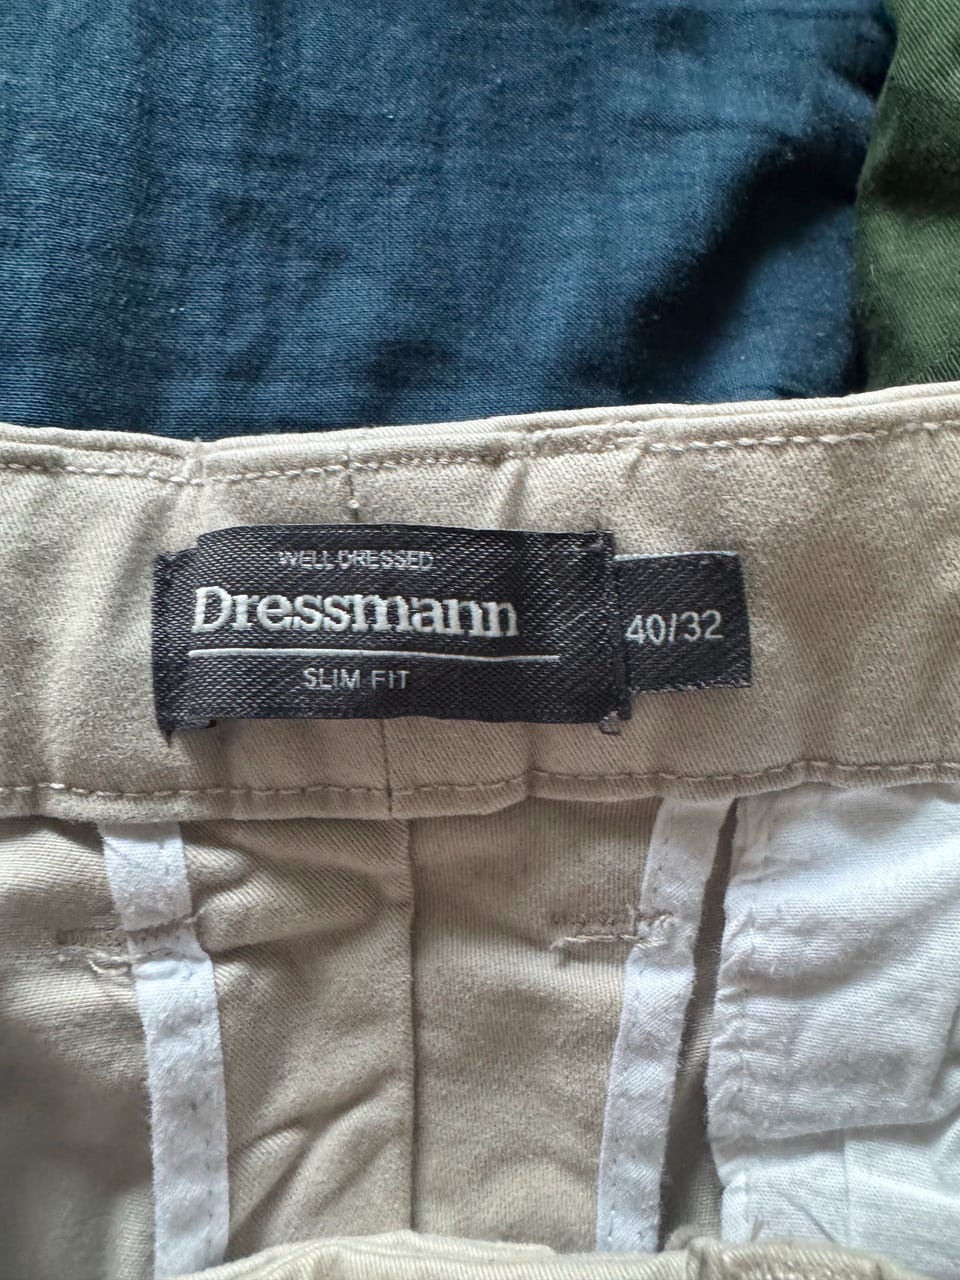 WELL DRESSED
Dressmann
SLIM FIT
40/32